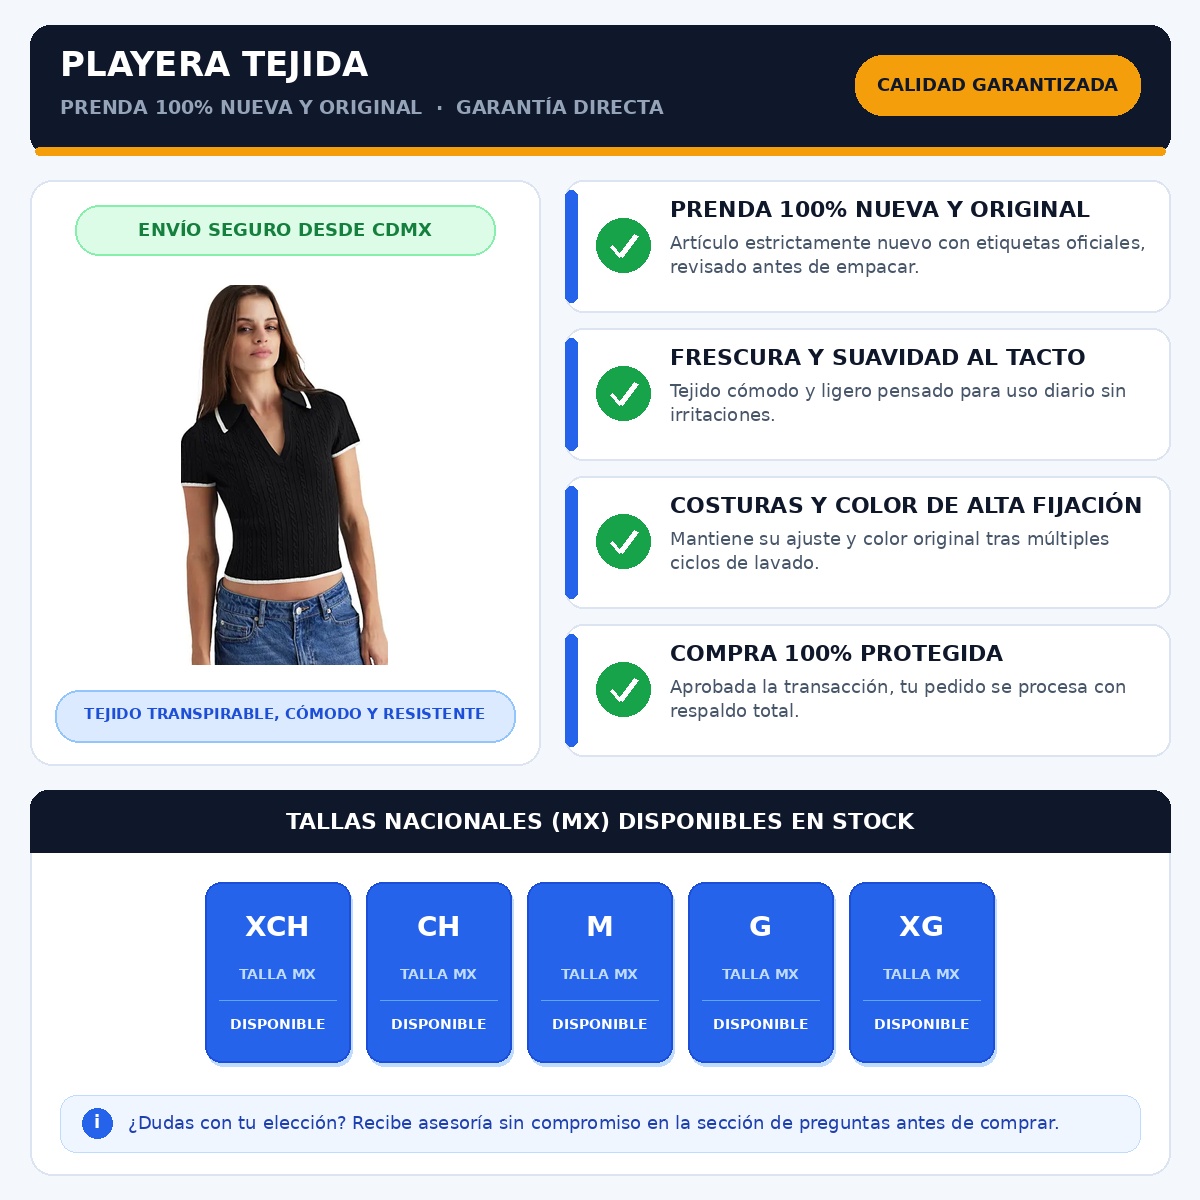 PLAYERA TEJIDA
PRENDA 100% NUEVA Y ORIGINAL · GARANTÍA DIRECTA
CALIDAD GARANTIZADA
ENVÍO SEGURO DESDE CDMX
TEJIDO TRANSPIRABLE, CÓMODO Y RESISTENTE
PRENDA 100% NUEVA Y ORIGINAL
Artículo estrictamente nuevo con etiquetas oficiales,
revisado antes de empacar.
FRESCURA Y SUAVIDAD AL TACTO
Tejido cómodo y ligero pensado para uso diario sin
irritaciones.
COSTURAS Y COLOR DE ALTA FIJACIÓN
Mantiene su ajuste y color original tras múltiples
ciclos de lavado.
COMPRA 100% PROTEGIDA
Aprobada la transacción, tu pedido se procesa con
respaldo total.
TALLAS NACIONALES (MX) DISPONIBLES EN STOCK
XCH
TALLA MX
DISPONIBLE
CH
TALLA MX
DISPONIBLE
M
TALLA MX
DISPONIBLE
G
TALLA MX
DISPONIBLE
XG
TALLA MX
DISPONIBLE
i
¿Dudas con tu elección? Recibe asesoría sin compromiso en la sección de preguntas antes de comprar.